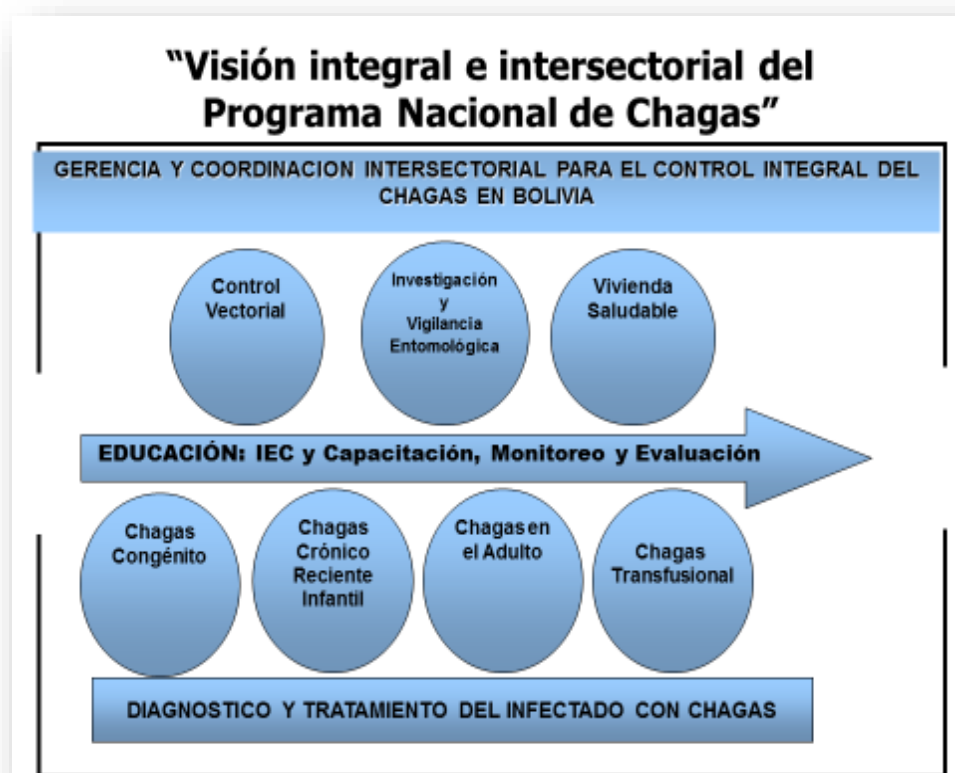 “Visión integral e intersectorial del
Programa Nacional de Chagas”
GERENCIA Y COORDINACION INTERSECTORIAL PARA EL CONTROL INTEGRAL DEL
CHAGAS EN BOLIVIA
Control
Vectorial
Investigación
y
Vigilancia
Entomológica
Vivienda
Saludable
EDUCACIÓN: IEC y Capacitación, Monitoreo y Evaluación
Chagas
Congénito
Chagas
Crónico
Reciente
Infantil
Chagas en
el Adulto
Chagas
Transfusional
DIAGNOSTICO Y TRATAMIENTO DEL INFECTADO CON CHAGAS